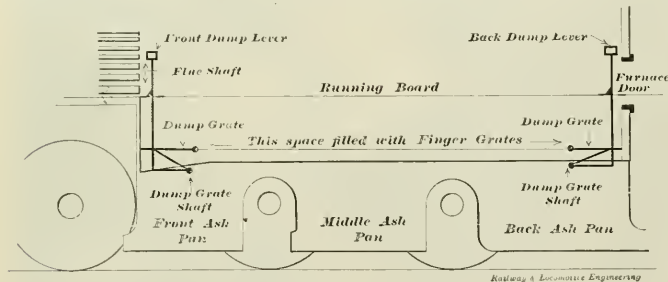 Front Dump Lever
Back Dump Lever
Flue Shaft
Furnace
Door
Running Board
Dump Grate
This space filled with Finger Grates
Dump Grate
Dump Grate
Shaft
Dump Grate
Shaft
Front Ash
Pan
Middle Ash
Pan
Back Ash Pan
Railway & Locomotive Engineering